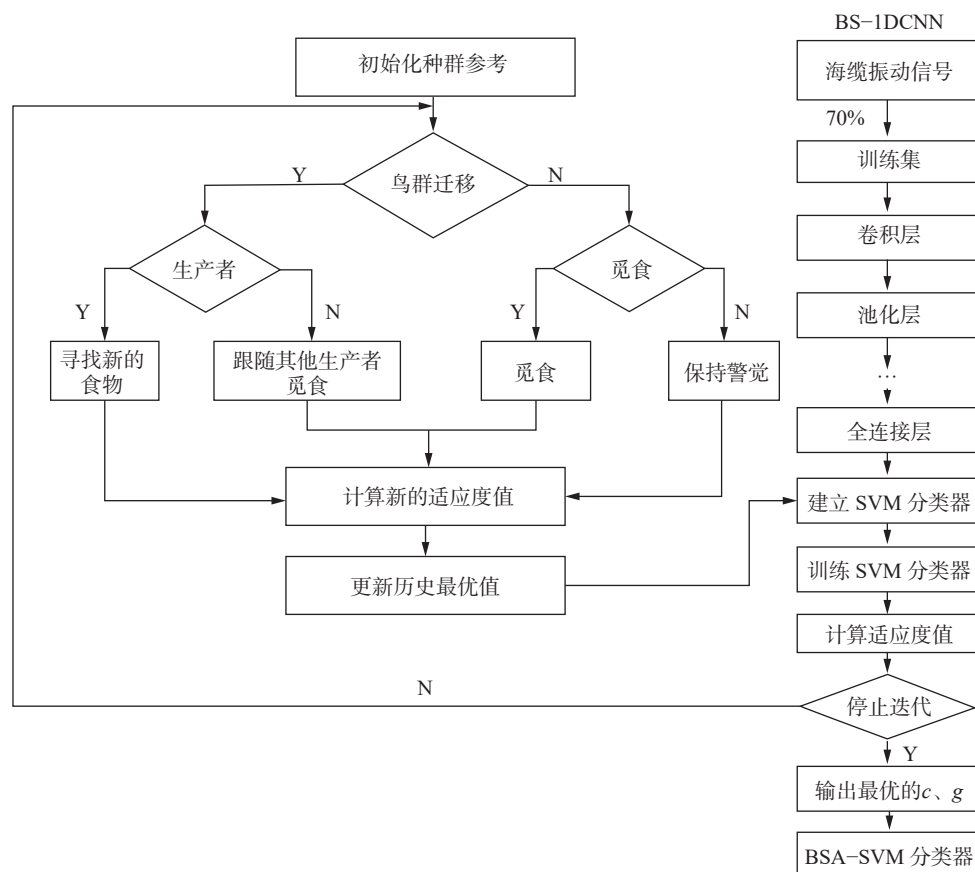 BS−1DCNN
初始化种群参考
海缆振动信号
70%
训练集
鸟群迁移
Y
N
卷积层
生产者
觅食
Y
N
Y
N
池化层
寻找新的
食物
跟随其他生产者
觅食
觅食
保持警觉
…
全连接层
计算新的适应度值
建立 SVM 分类器
更新历史最优值
训练 SVM 分类器
计算适应度值
N
停止迭代
Y
输出最优的c、g
BSA−SVM 分类器